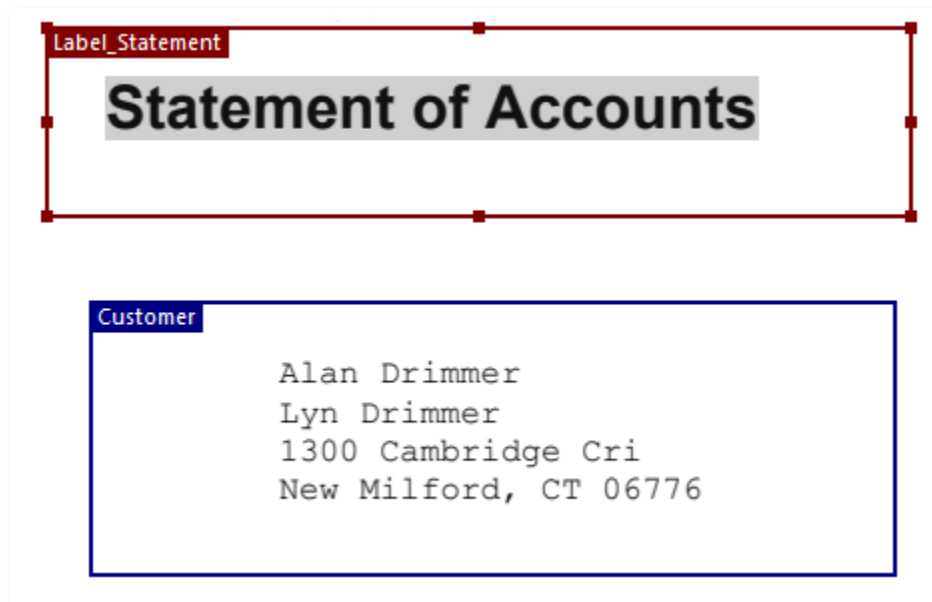 Label_Statement
Statement of Accounts
Customer
Alan Drimmer
Lyn Drimmer
1300 Cambridge Cri
New Milford, CT 06776